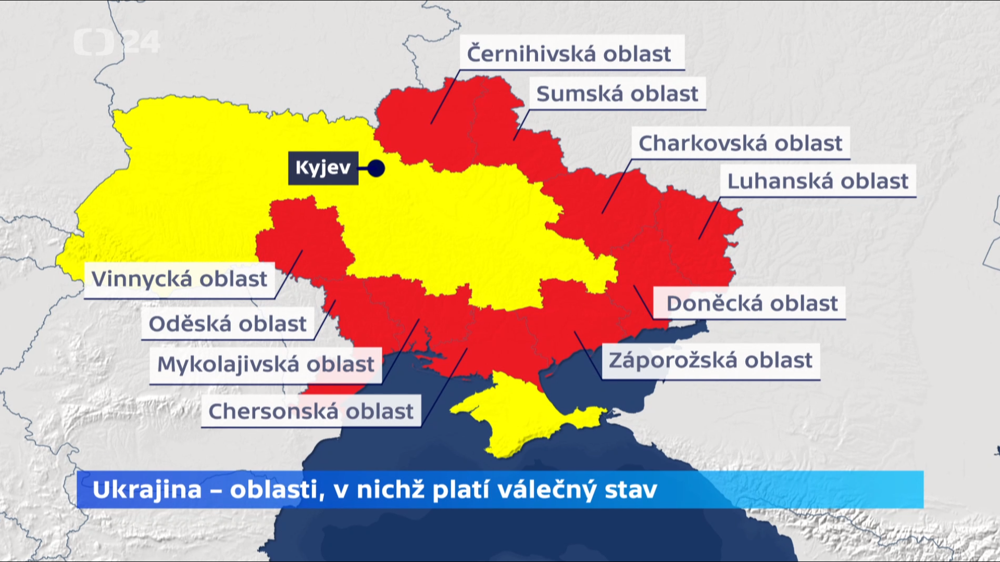 24
Černihivská oblast
Sumská oblast
Charkovská oblast
Kyjev
Luhanská oblast
Vinnycká oblast
Doněcká oblast
Oděská oblast
Mykolajivská oblast
Záporožská oblast
Chersonská oblast
Ukrajina – oblasti, v nichž platí válečný stav